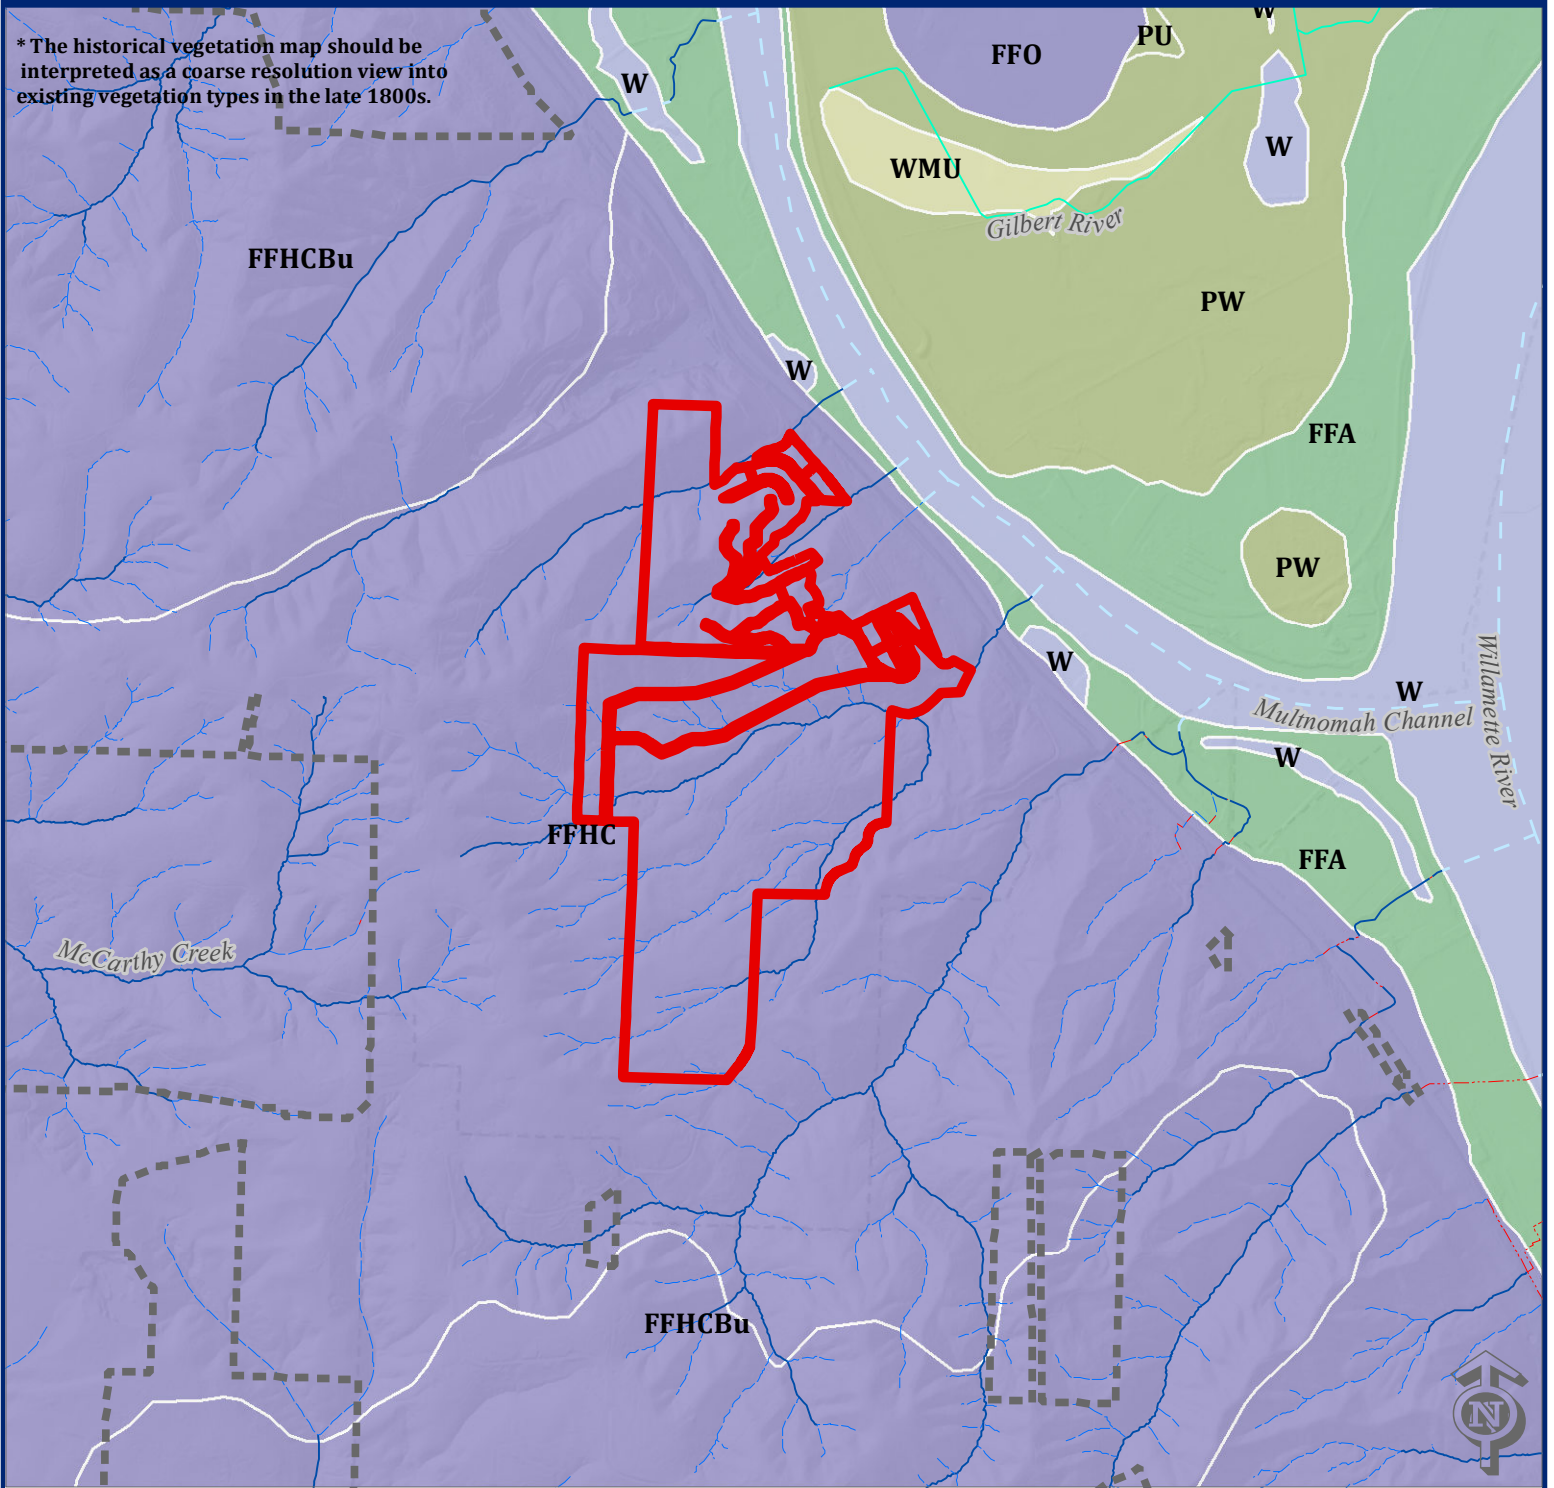 * The historical vegetation map should be
interpreted as a coarse resolution view into
existing vegetation types in the late 1800s.
W
PU
FFO
W
W
WMU
Gilbert River
FFHCBu
PW
W
FFA
PW
W
W
Multnomah Channel
Willamette River
W
FFHC
FFA
McCarthy Creek
FFHCBu
N